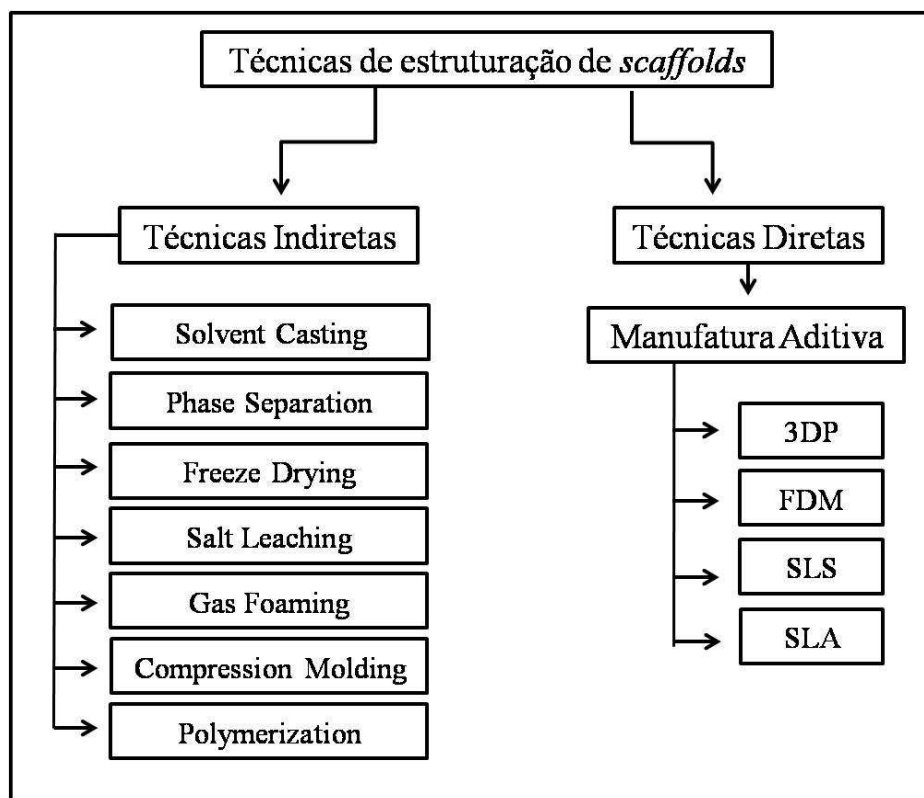 Técnicas de estruturação de scaffolds
Técnicas Indiretas
Solvent Casting
Phase Separation
Freeze Drying
Salt Leaching
Gas Foaming
Compression Molding
Polymerization
Técnicas Diretas
Manufatura Aditiva
3DP
FDM
SLS
SLA